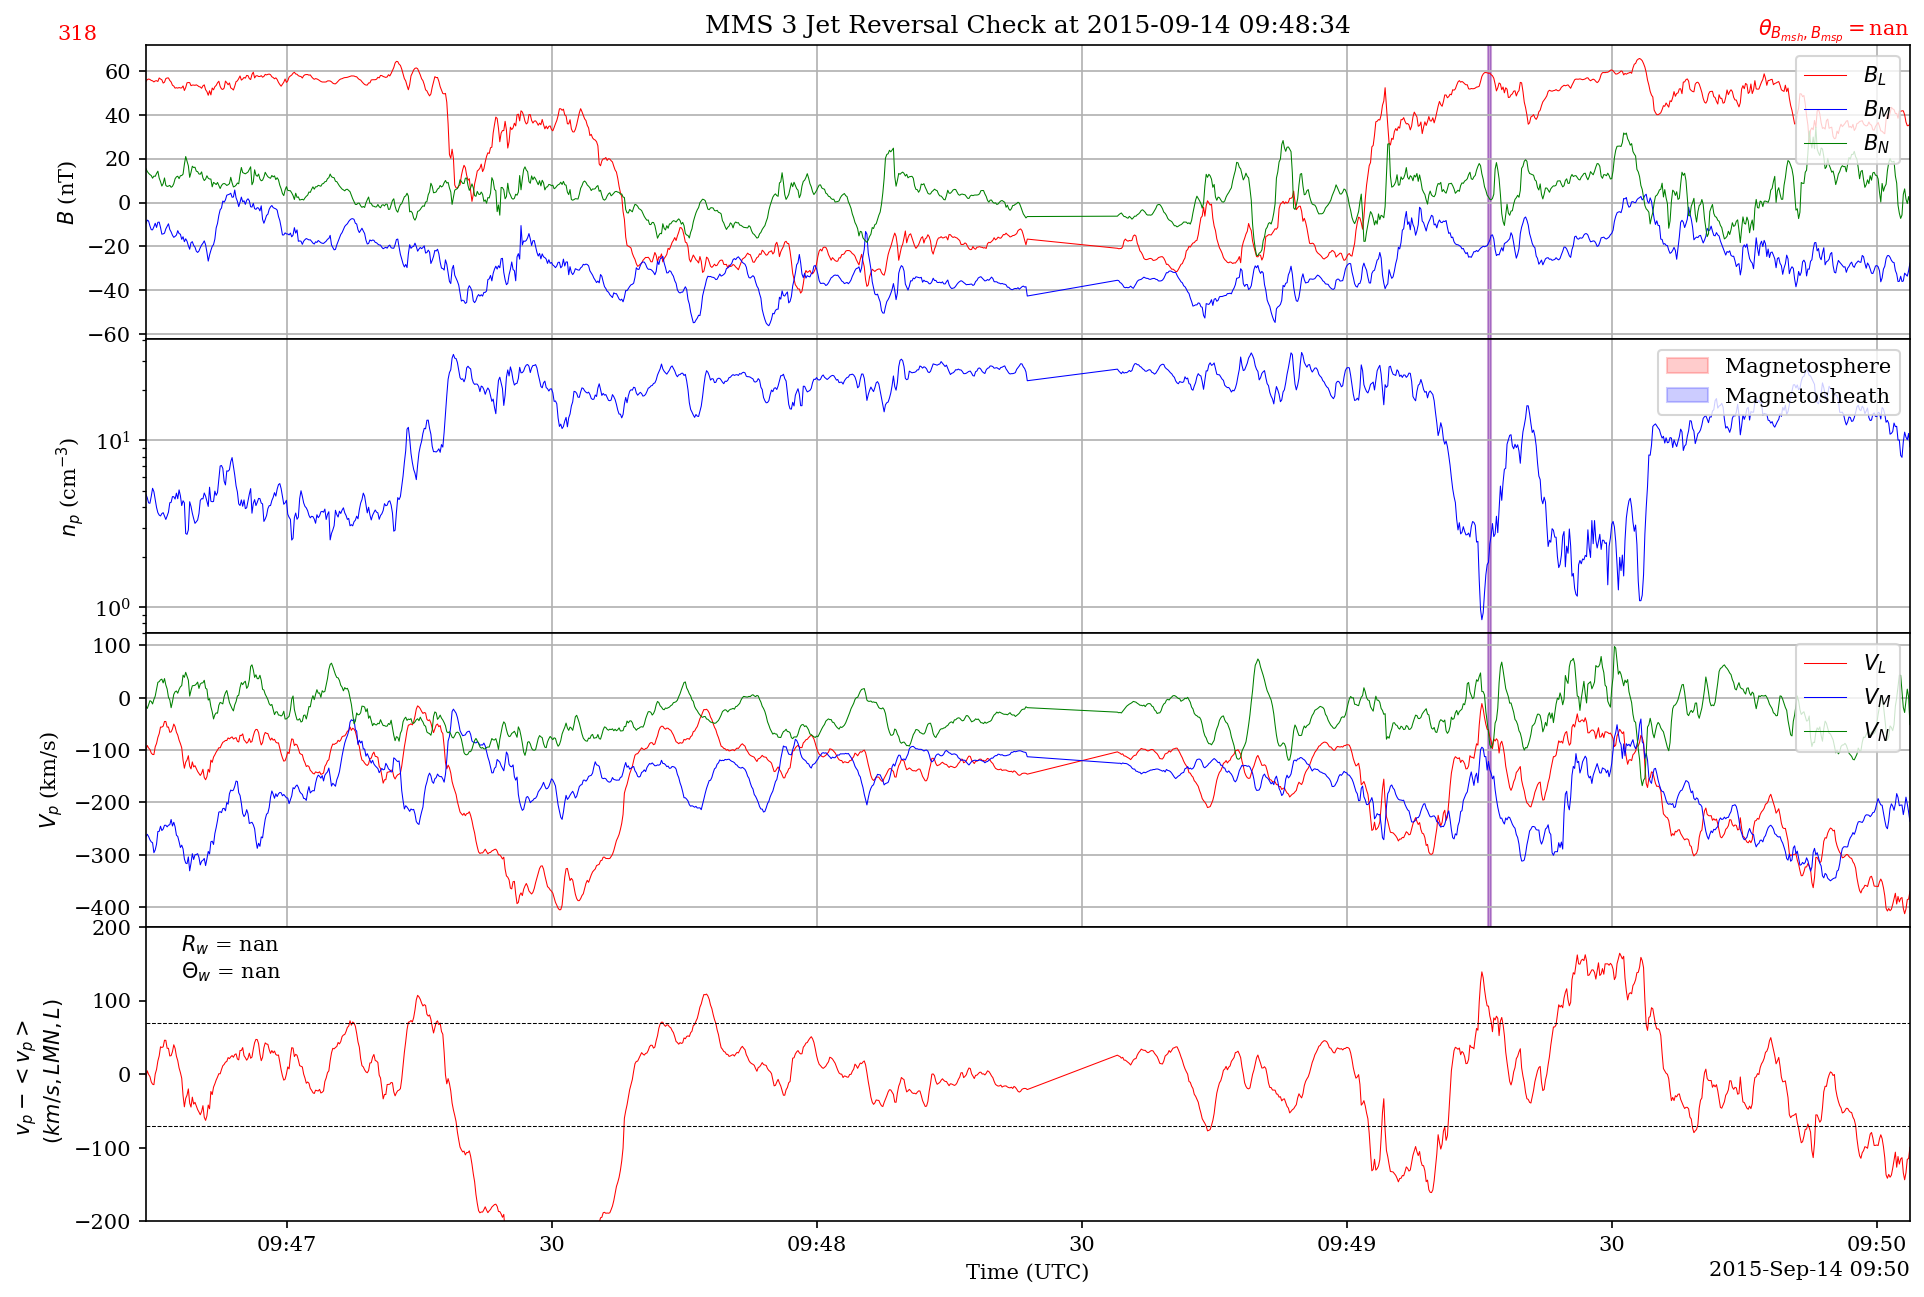 318
MMS 3 Jet Reversal Check at 2015-09-14 09:48:34
θ_{B_{msh}, B_{msp}} = nan
B (nT)
60
40
20
0
−20
−40
−60
B_L
B_M
B_N
n_p (cm^{−3})
10^1
10^0
Magnetosphere
Magnetosheath
V_p (km/s)
100
0
−100
−200
−300
−400
V_L
V_M
V_N
v_p − < v_p >
(km/s, LMN, L)
200
100
0
−100
−200
R_w = nan
Θ_w = nan
09:47 30 09:48 30 09:49 30 09:50
Time (UTC)
2015-Sep-14 09:50